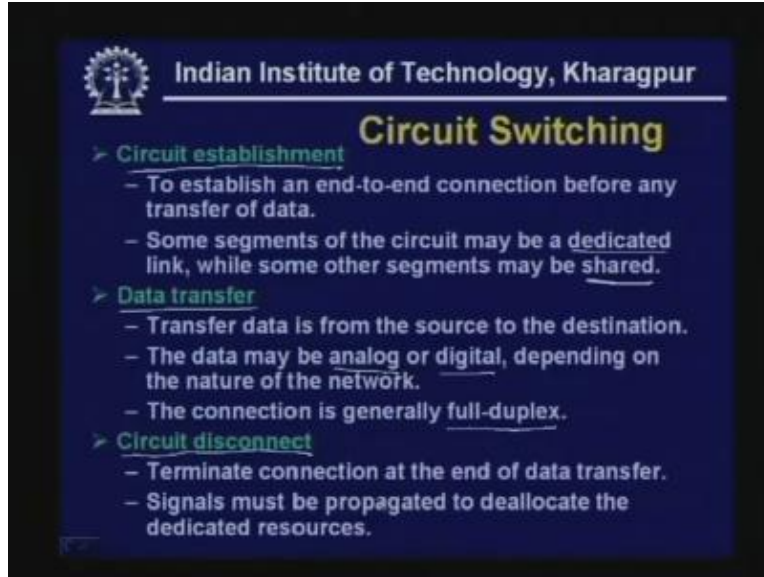 Indian Institute of Technology, Kharagpur
Circuit Switching
➢ Circuit establishment
– To establish an end-to-end connection before any
transfer of data.
– Some segments of the circuit may be a dedicated
link, while some other segments may be shared.
➢ Data transfer
– Transfer data is from the source to the destination.
– The data may be analog or digital, depending on
the nature of the network.
– The connection is generally full-duplex.
➢ Circuit disconnect
– Terminate connection at the end of data transfer.
– Signals must be propagated to deallocate the
dedicated resources.